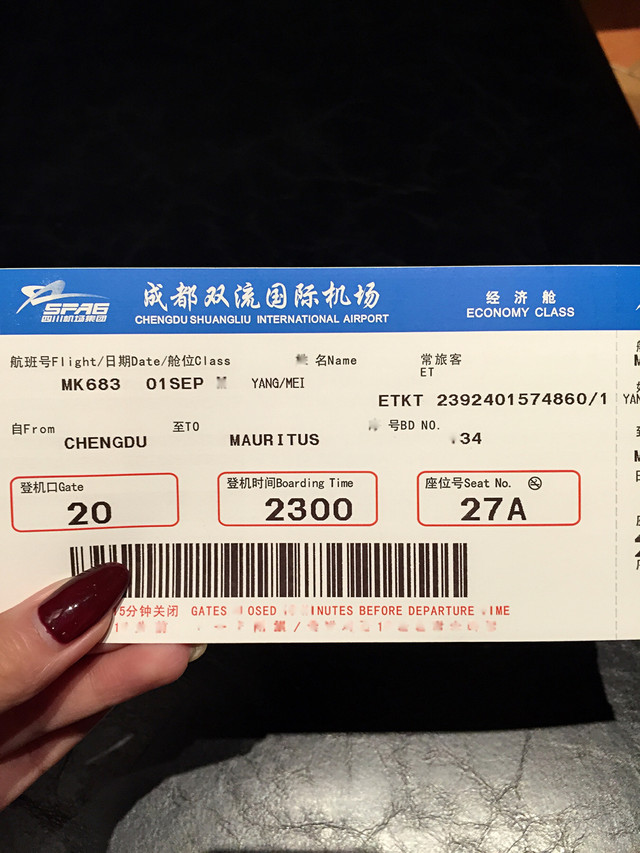 SPAG
四川机场集团
成都双流国际机场
CHENGDU SHUANGLIU INTERNATIONAL AIRPORT
经济舱
ECONOMY CLASS
航班号Flight/日期Date/舱位Class 名Name 常旅客
ET
MK683 01SEP YANG/MEI
ETKT 2392401574860/1
自From 至TO 号BD NO.
CHENGDU MAURITUS 34
登机口Gate 登机时间Boarding Time 座位号Seat No.
20 2300 27A
5分钟关闭 GATES MINUTES BEFORE DEPARTURE
YAN